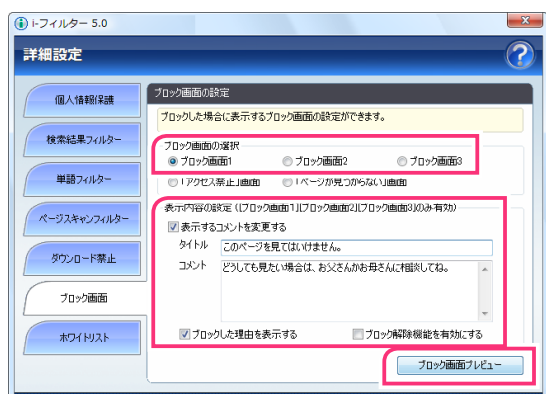 i-フィルター 5.0
詳細設定
個人情報保護
検索結果フィルター
単語フィルター
ページスキャンフィルター
ダウンロード禁止
ブロック画面
ホワイトリスト
ブロック画面の設定
ブロックした場合に表示するブロック画面の設定ができます。
ブロック画面の選択
ブロック画面1 ブロック画面2 ブロック画面3
「アクセス禁止」画面 「ページが見つからない」画面
表示内容の設定 ([ブロック画面1][ブロック画面2][ブロック画面3]のみ有効)
表示するコメントを変更する
タイトル このページを見てはいけません。
コメント どうしても見たい場合は、お父さんかお母さんに相談してね。
ブロックした理由を表示する ブロック解除機能を有効にする
ブロック画面プレビュー